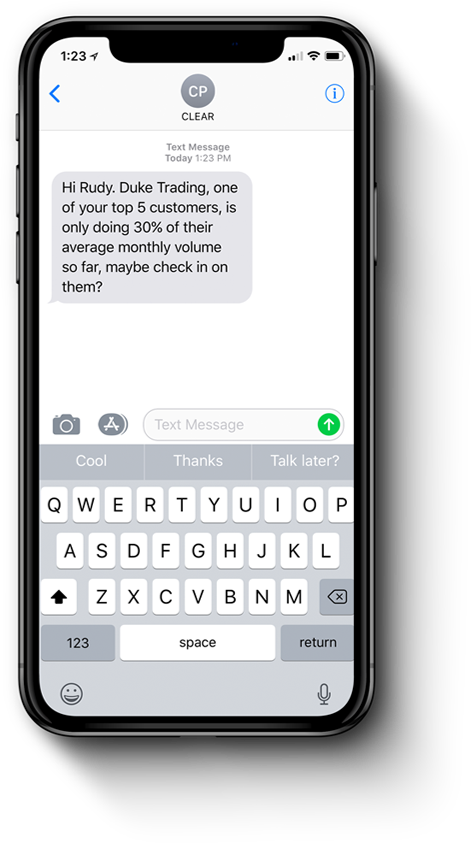 1:23
CP
CLEAR
Text Message
Today 1:23 PM
Hi Rudy. Duke Trading, one
of your top 5 customers, is
only doing 30% of their
average monthly volume
so far, maybe check in on
them?
Text Message
Cool Thanks Talk later?
Q W E R T Y U I O P
A S D F G H J K L
Z X C V B N M
123 space return